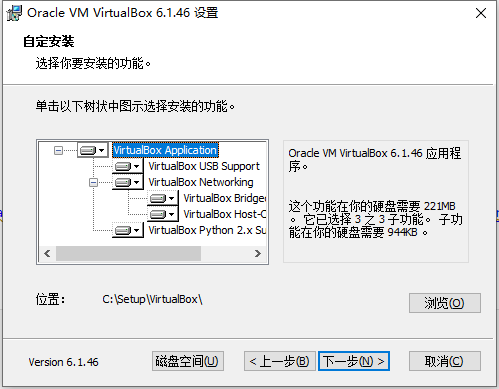 Oracle VM VirtualBox 6.1.46 设置
自定安装
选择你要安装的功能。
单击以下树状中图示选择安装的功能。
VirtualBox Application
VirtualBox USB Support
VirtualBox Networking
VirtualBox Bridge
VirtualBox Host-O
VirtualBox Python 2.x Su
Oracle VM VirtualBox 6.1.46 应用程
序。
这个功能在你的硬盘需要 221MB
。 它已选择 3 之 3 子功能。 子功
能在你的硬盘需要 944KB 。
位置： C:\Setup\VirtualBox\
浏览(O)
Version 6.1.46 磁盘空间(U) < 上一步(B) 下一步(N) > 取消(C)